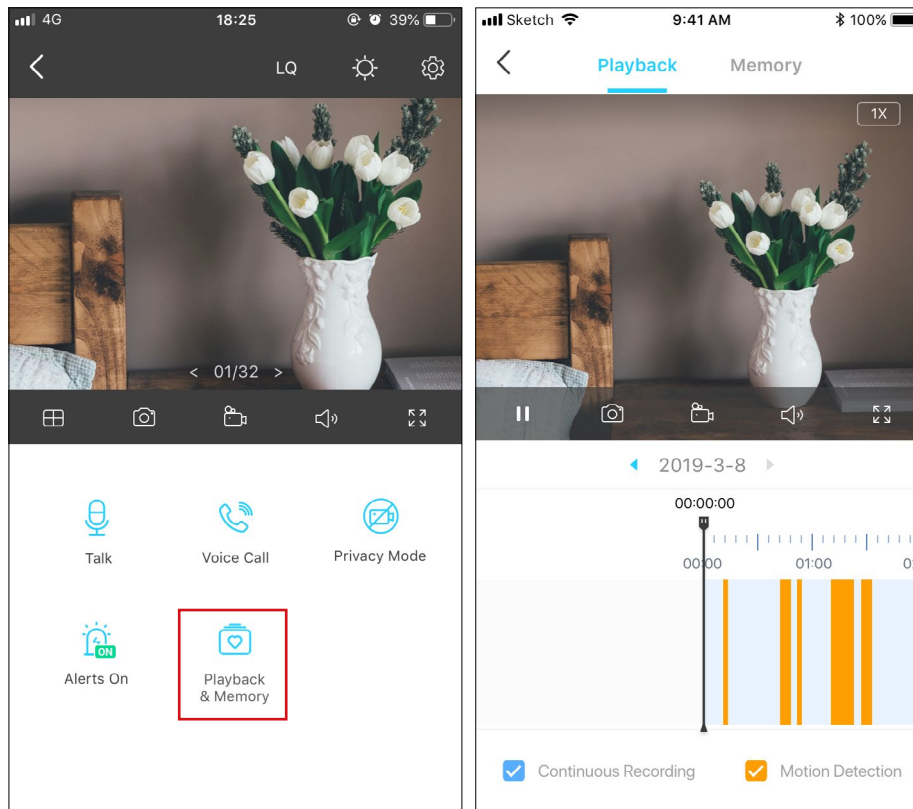 4G 18:25 39%
LQ
< 01/32 >
Talk
Voice Call
Privacy Mode
ON
Alerts On
Playback
& Memory
Sketch 9:41 AM 100%
Playback
Memory
1X
2019-3-8
00:00:00
00:00
01:00
Continuous Recording
Motion Detection